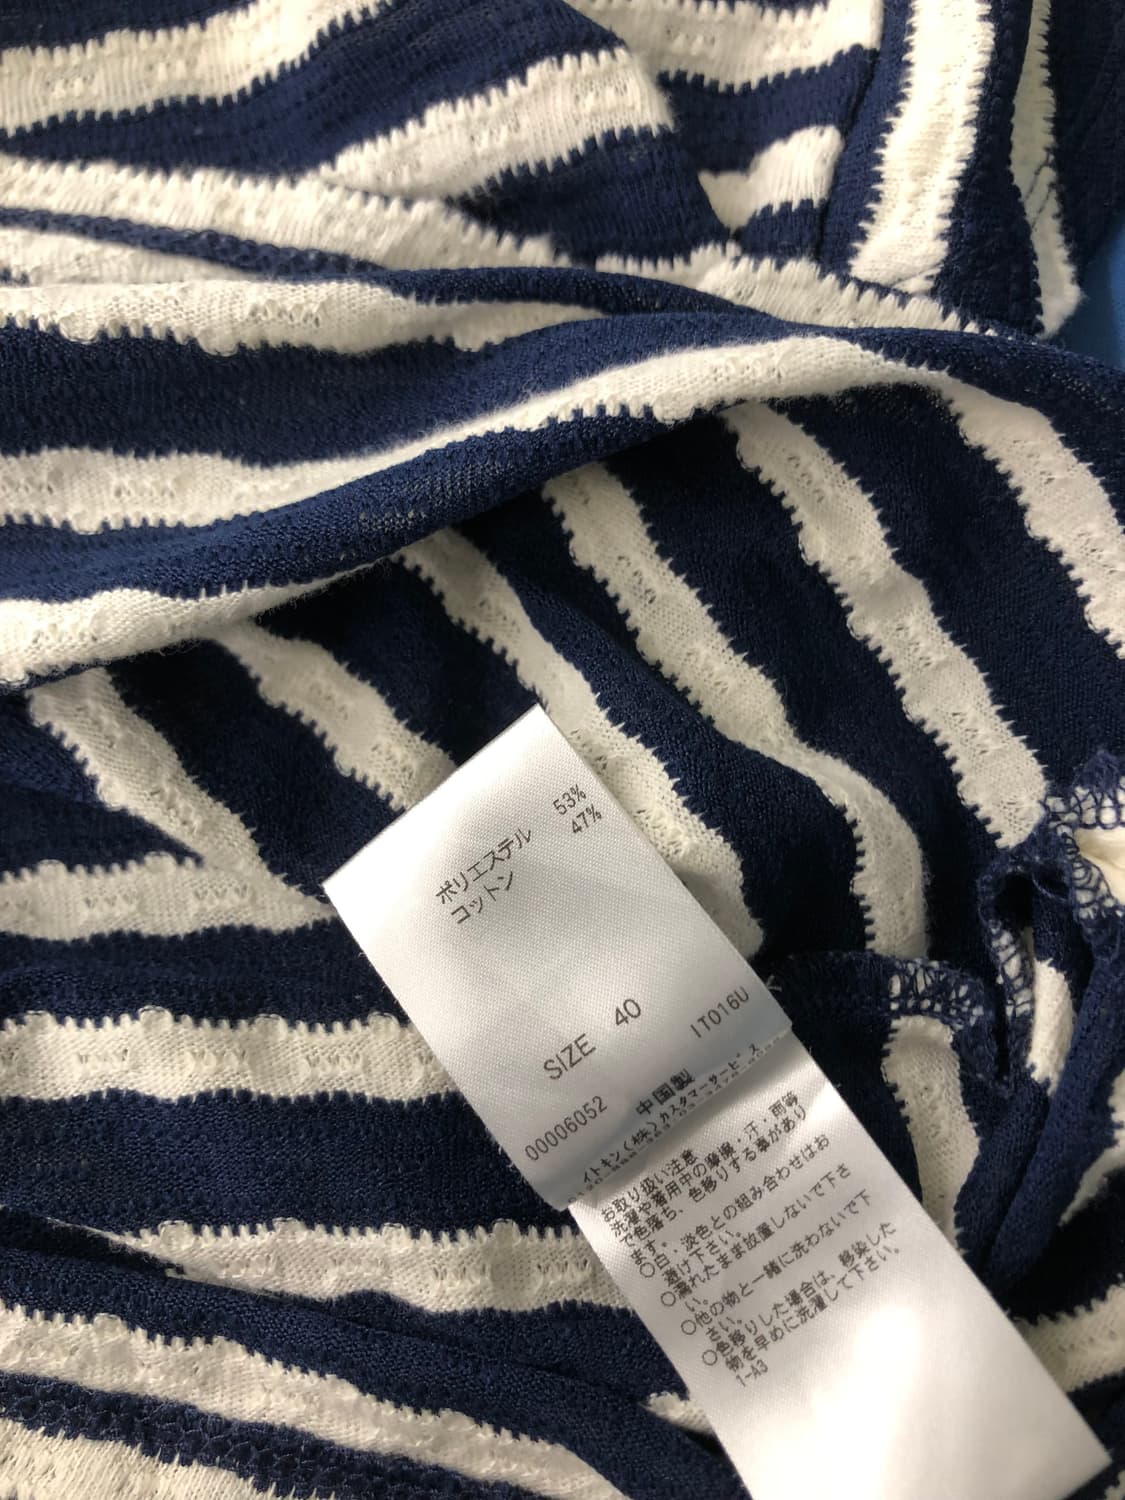 ポリエステル 53%
コットン 47%
SIZE 40
IT016U
00006052 中国製
イトキン(株)カスタマーサービス
お取り扱い注意
洗濯や着用中の摩擦・汗・雨等
で色落ち、色移りする事があり
ます。
○白、淡色との組み合わせはお
避け下さい。
○濡れたまま放置しないで下さ
い。
○他の物と一緒に洗わないで下
さい。
○色移りした場合は、移染した
物を早めに洗濯して下さい。
1-A3